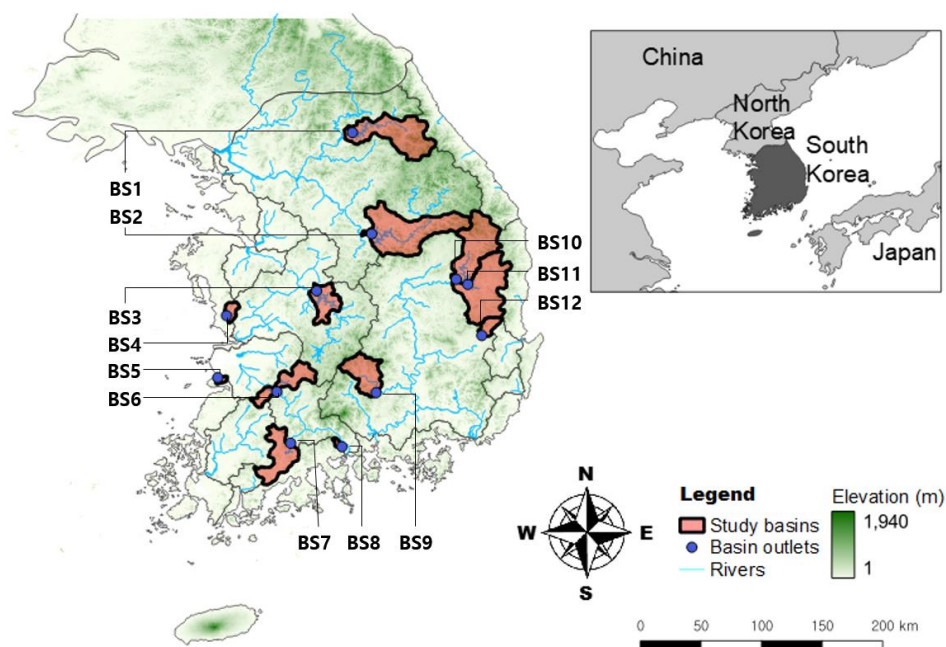 BS1
BS2
BS3
BS4
BS5
BS6
BS7
BS8
BS9
BS10
BS11
BS12
China
North
Korea
South
Korea
Japan
N
W
E
S
Legend
Study basins
Basin outlets
Rivers
Elevation (m)
1,940
1
0 50 100 150 200 km